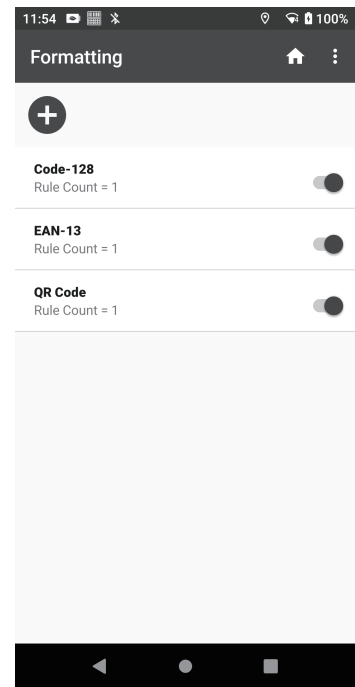 11:54 100%
Formatting
Code-128
Rule Count = 1
EAN-13
Rule Count = 1
QR Code
Rule Count = 1